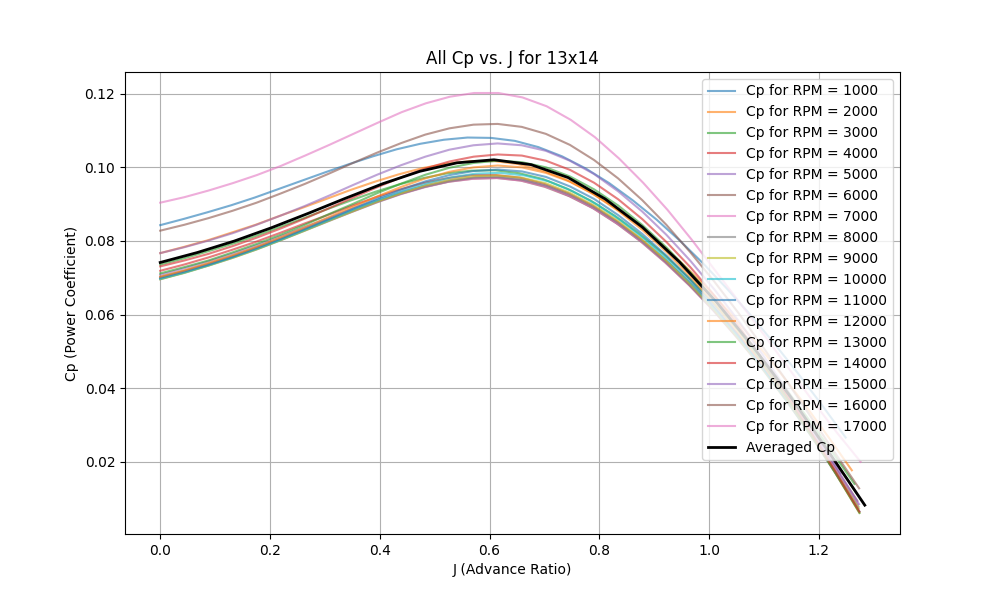 All Cp vs. J for 13x14
Cp (Power Coefficient)
0.12
0.10
0.08
0.06
0.04
0.02
Cp for RPM = 1000
Cp for RPM = 2000
Cp for RPM = 3000
Cp for RPM = 4000
Cp for RPM = 5000
Cp for RPM = 6000
Cp for RPM = 7000
Cp for RPM = 8000
Cp for RPM = 9000
Cp for RPM = 10000
Cp for RPM = 11000
Cp for RPM = 12000
Cp for RPM = 13000
Cp for RPM = 14000
Cp for RPM = 15000
Cp for RPM = 16000
Cp for RPM = 17000
Averaged Cp
0.0 0.2 0.4 0.6 0.8 1.0 1.2
J (Advance Ratio)